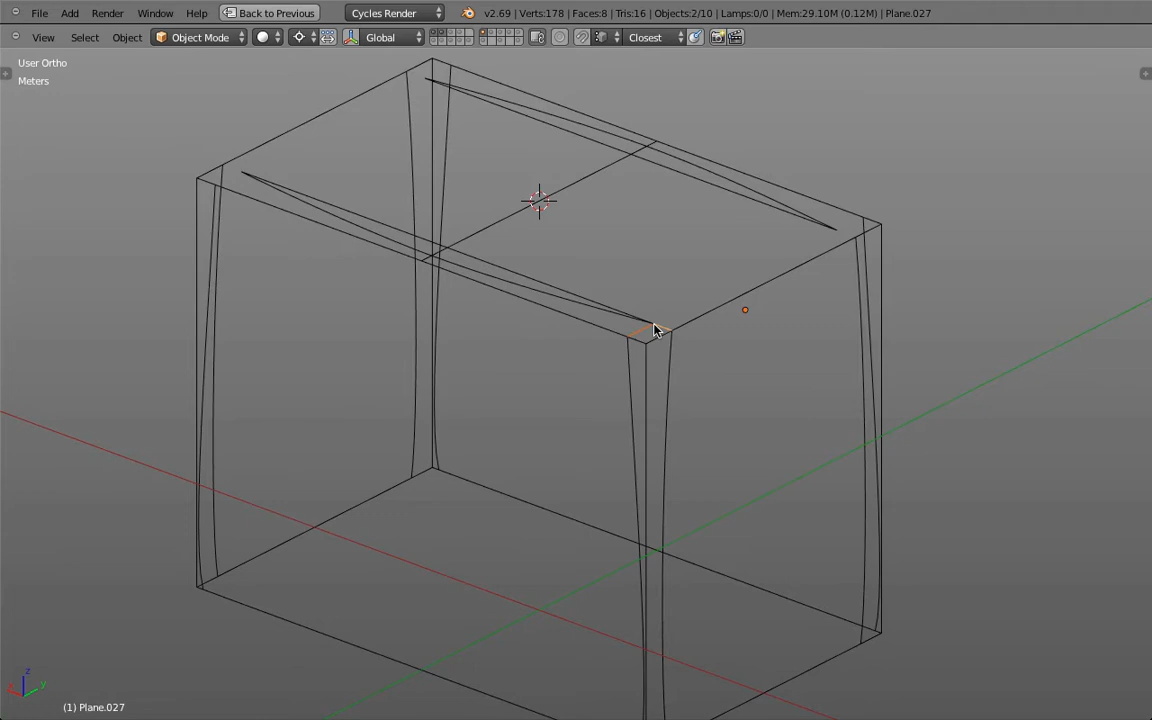 File Add Render Window Help Back to Previous Cycles Render v2.69 | Verts:178 | Faces:8 | Tris:16 | Objects:2/10 | Lamps:0/0 | Mem:29.10M (0.12M) | Plane.027
View Select Object Object Mode Global Closest
User Ortho
Meters
z
x y
(1) Plane.027